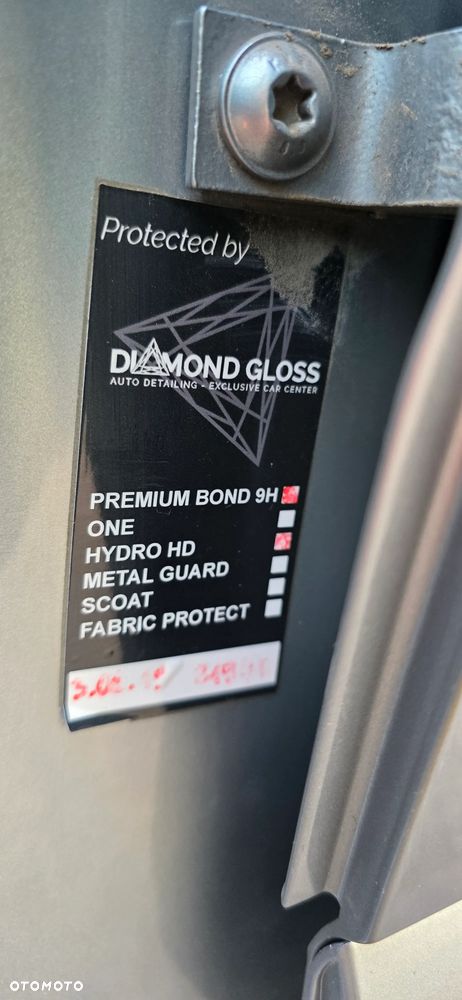 Protected by
DIAMOND GLOSS
AUTO DETAILING - EXCLUSIVE CAR CENTER
PREMIUM BOND 9H
ONE
HYDRO HD
METAL GUARD
SCOAT
FABRIC PROTECT
OTOMOTO